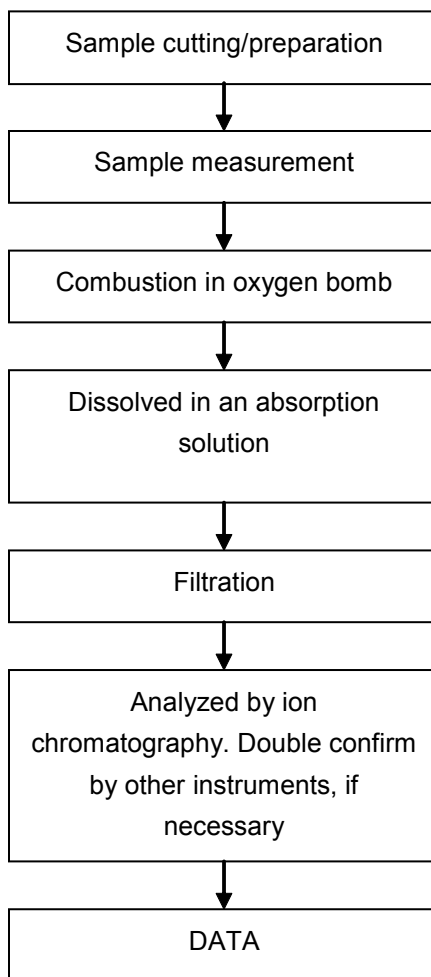 Sample cutting/preparation
Sample measurement
Combustion in oxygen bomb
Dissolved in an absorption
solution
Filtration
Analyzed by ion
chromatography. Double confirm
by other instruments, if
necessary
DATA